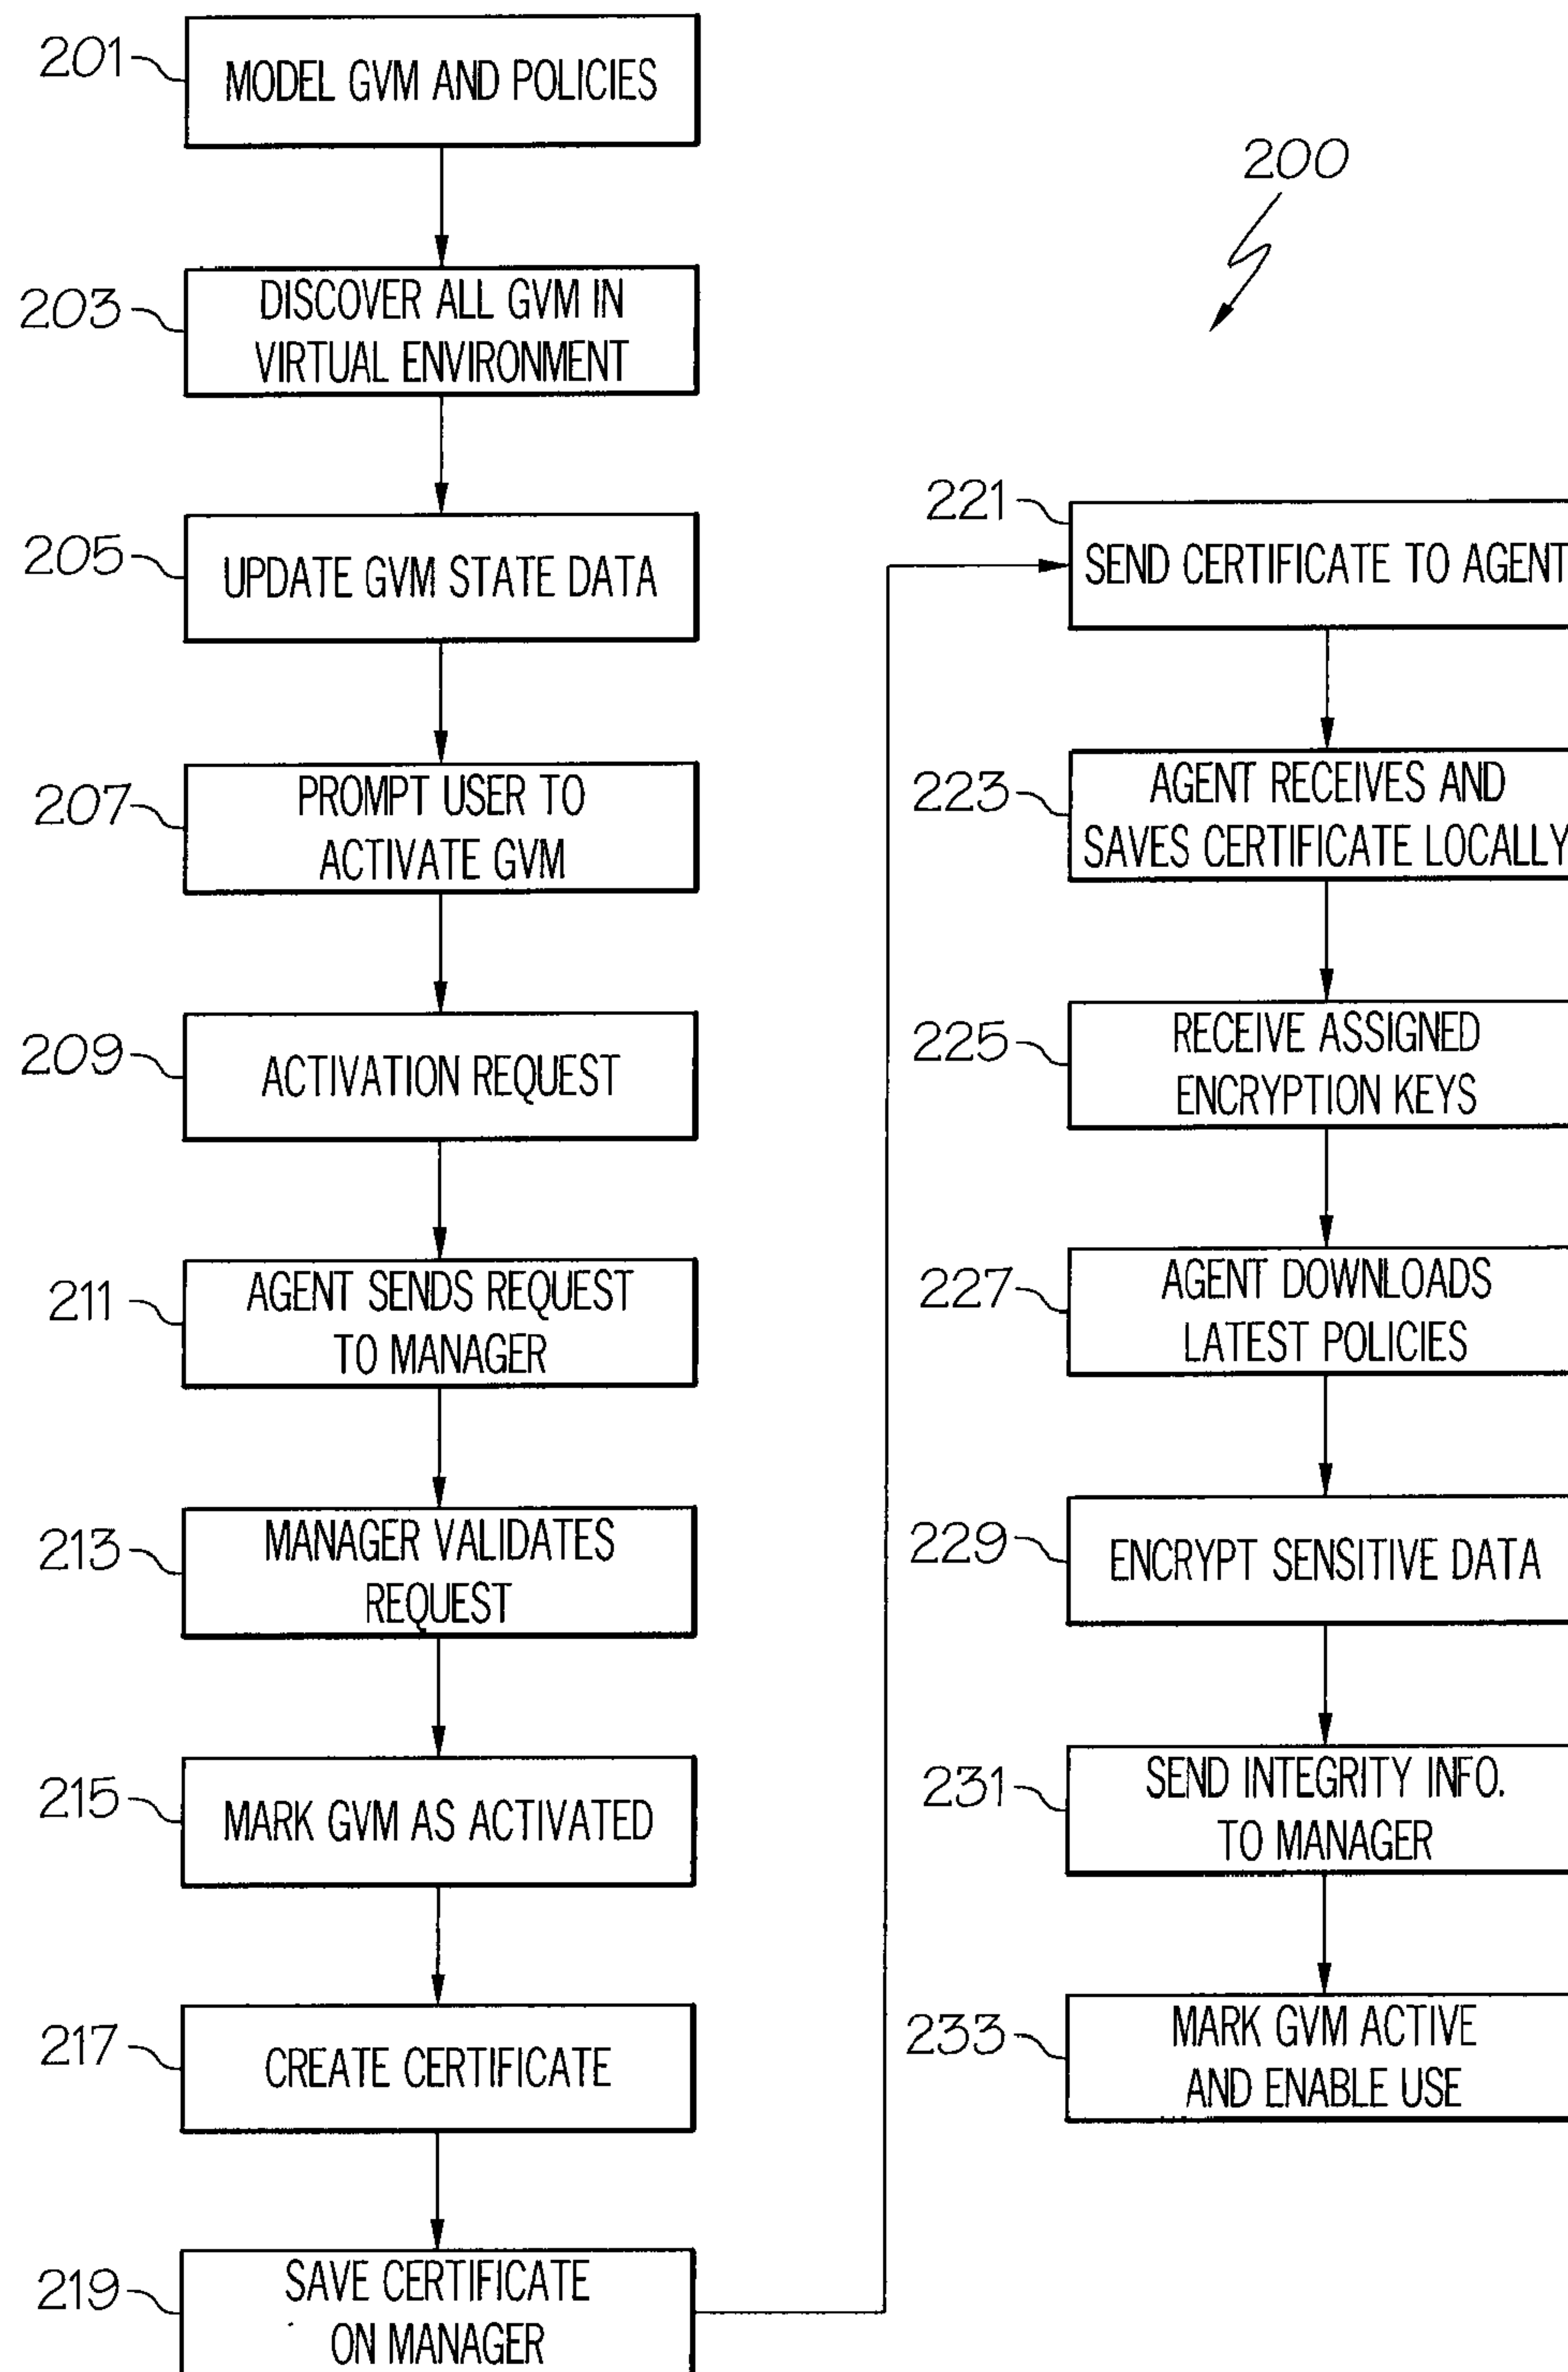 201
MODEL GVM AND POLICIES
203
DISCOVER ALL GVM IN
VIRTUAL ENVIRONMENT
205
UPDATE GVM STATE DATA
207
PROMPT USER TO
ACTIVATE GVM
209
ACTIVATION REQUEST
211
AGENT SENDS REQUEST
TO MANAGER
213
MANAGER VALIDATES
REQUEST
215
MARK GVM AS ACTIVATED
217
CREATE CERTIFICATE
219
SAVE CERTIFICATE
ON MANAGER
200
221
SEND CERTIFICATE TO AGENT
223
AGENT RECEIVES AND
SAVES CERTIFICATE LOCALLY
225
RECEIVE ASSIGNED
ENCRYPTION KEYS
227
AGENT DOWNLOADS
LATEST POLICIES
229
ENCRYPT SENSITIVE DATA
231
SEND INTEGRITY INFO.
TO MANAGER
233
MARK GVM ACTIVE
AND ENABLE USE